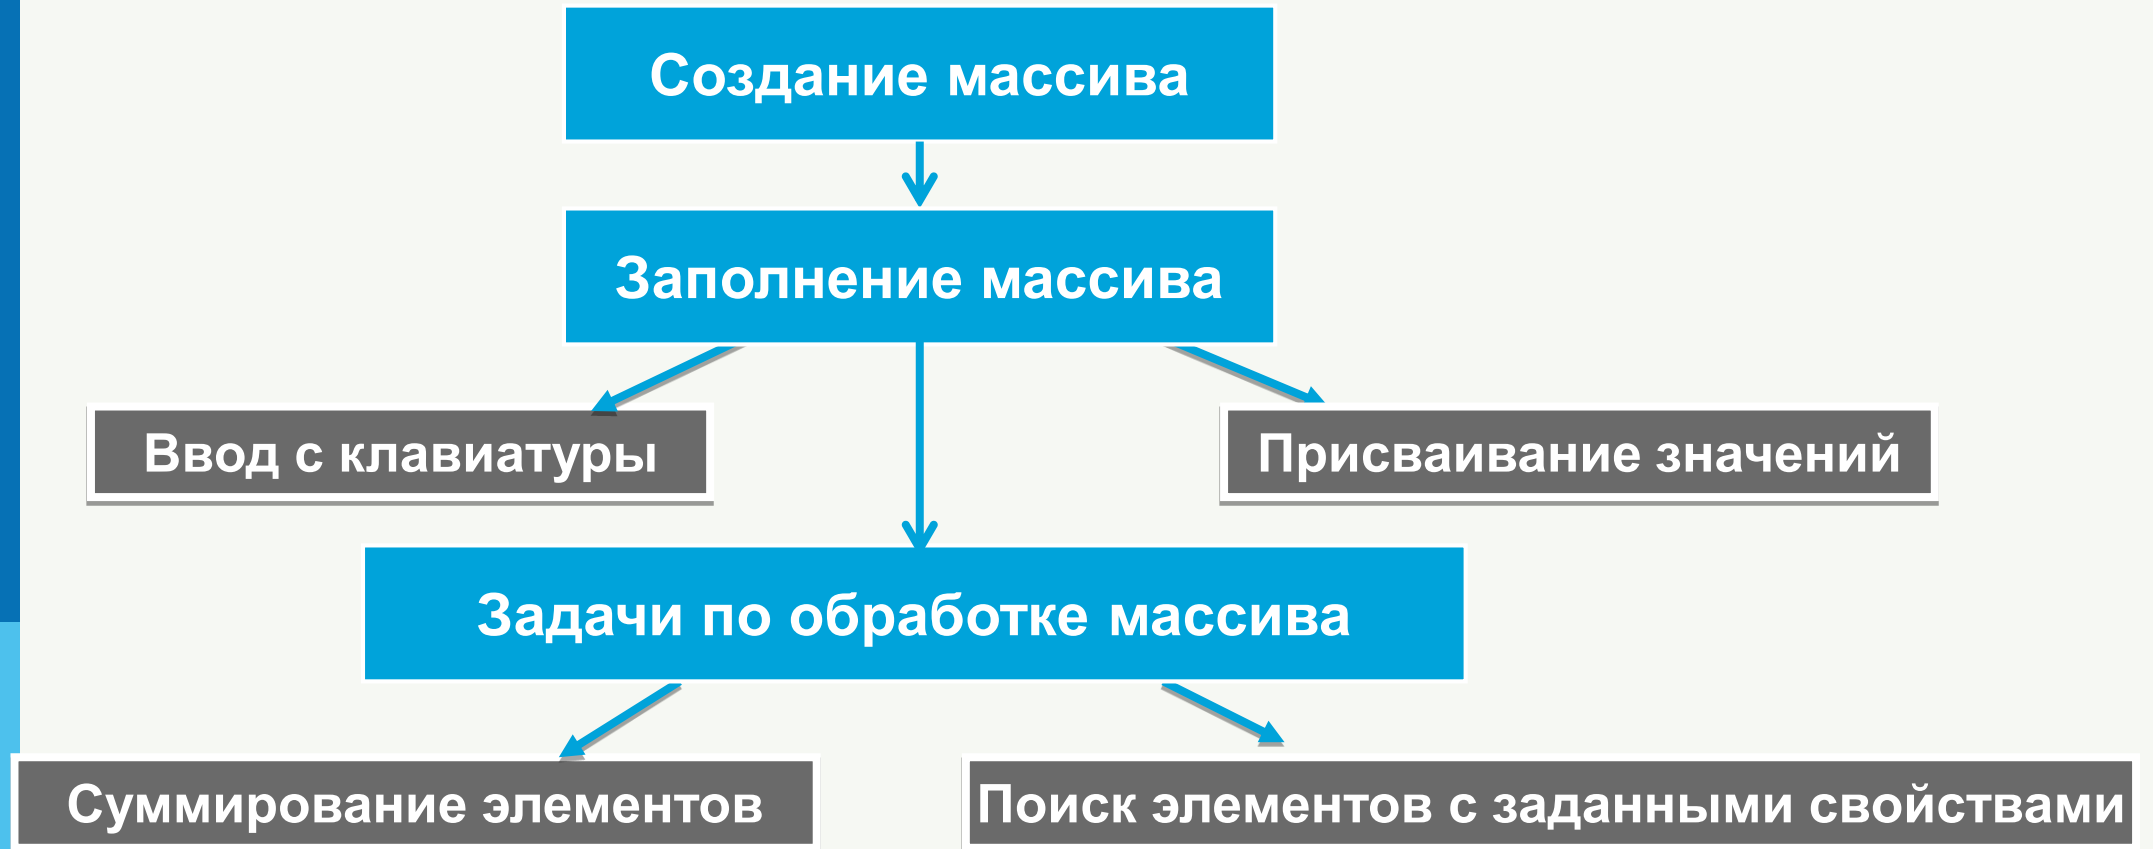 Создание массива
Заполнение массива
Ввод с клавиатуры
Присваивание значений
Задачи по обработке массива
Суммирование элементов
Поиск элементов с заданными свойствами